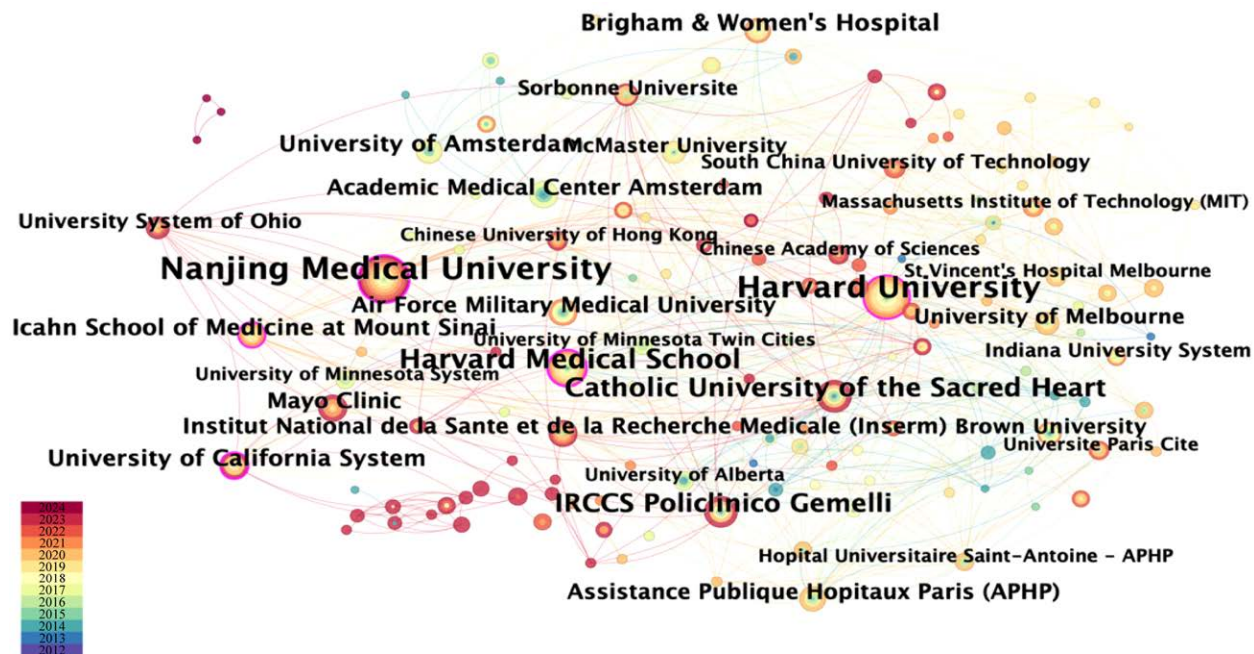 Brigham & Women's Hospital
Sorbonne Universite
University of Amsterdam
McMaster University
South China University of Technology
Academic Medical Center Amsterdam
Massachusetts Institute of Technology (MIT)
University System of Ohio
Chinese University of Hong Kong
Chinese Academy of Sciences
Nanjing Medical University
St Vincent's Hospital Melbourne
Harvard University
Air Force Military Medical University
University of Melbourne
Icahn School of Medicine at Mount Sinai
University of Minnesota Twin Cities
Indiana University System
Harvard Medical School
University of Minnesota System
Catholic University of the Sacred Heart
Mayo Clinic
Institut National de la Sante et de la Recherche Medicale (Inserm)
Brown University
Universite Paris Cite
University of California System
University of Alberta
IRCCS Policlinico Gemelli
Hopital Universitaire Saint-Antoine - APHP
Assistance Publique Hopitaux Paris (APHP)
2024
2023
2022
2021
2020
2019
2018
2017
2016
2015
2014
2013
2012